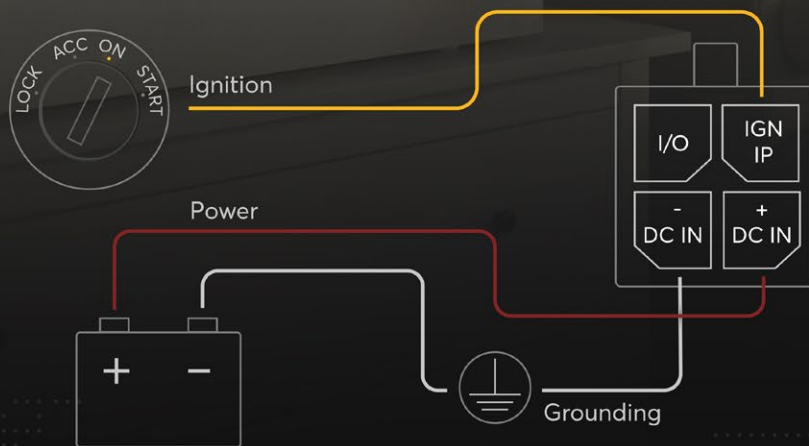 LOCK
ACC
ON
START
Ignition
I/O
IGN
IP
Power
-
DC IN
+
DC IN
+
−
Grounding